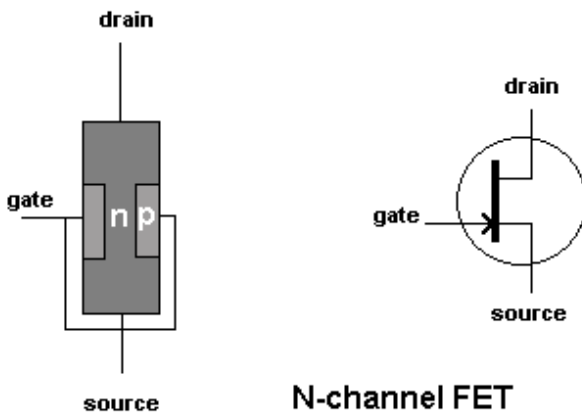 drain
gate
n p
source
drain
gate
source
N-channel FET